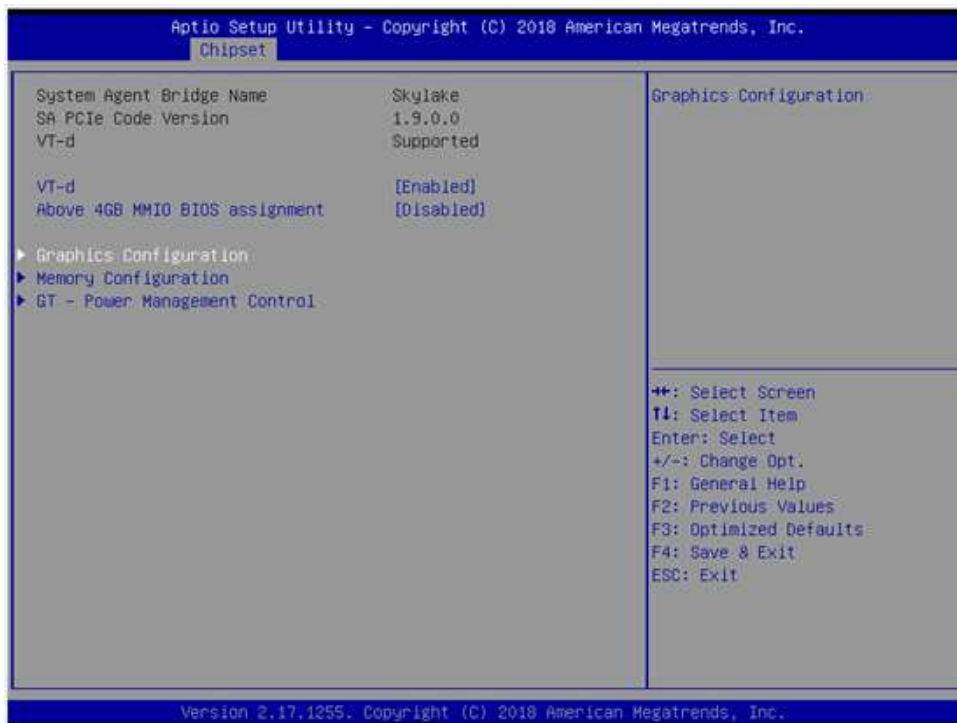 Aptio Setup Utility – Copyright (C) 2018 American Megatrends, Inc.
Chipset
System Agent Bridge Name Skylake
SA PCIe Code Version 1.9.0.0
VT-d Supported
VT-d [Enabled]
Above 4GB MMIO BIOS assignment [Disabled]
Graphics Configuration
Memory Configuration
GT – Power Management Control
Graphics Configuration
→←: Select Screen
↑↓: Select Item
Enter: Select
+/-: Change Opt.
F1: General Help
F2: Previous Values
F3: Optimized Defaults
F4: Save & Exit
ESC: Exit
Version 2.17.1255. Copyright (C) 2018 American Megatrends, Inc.